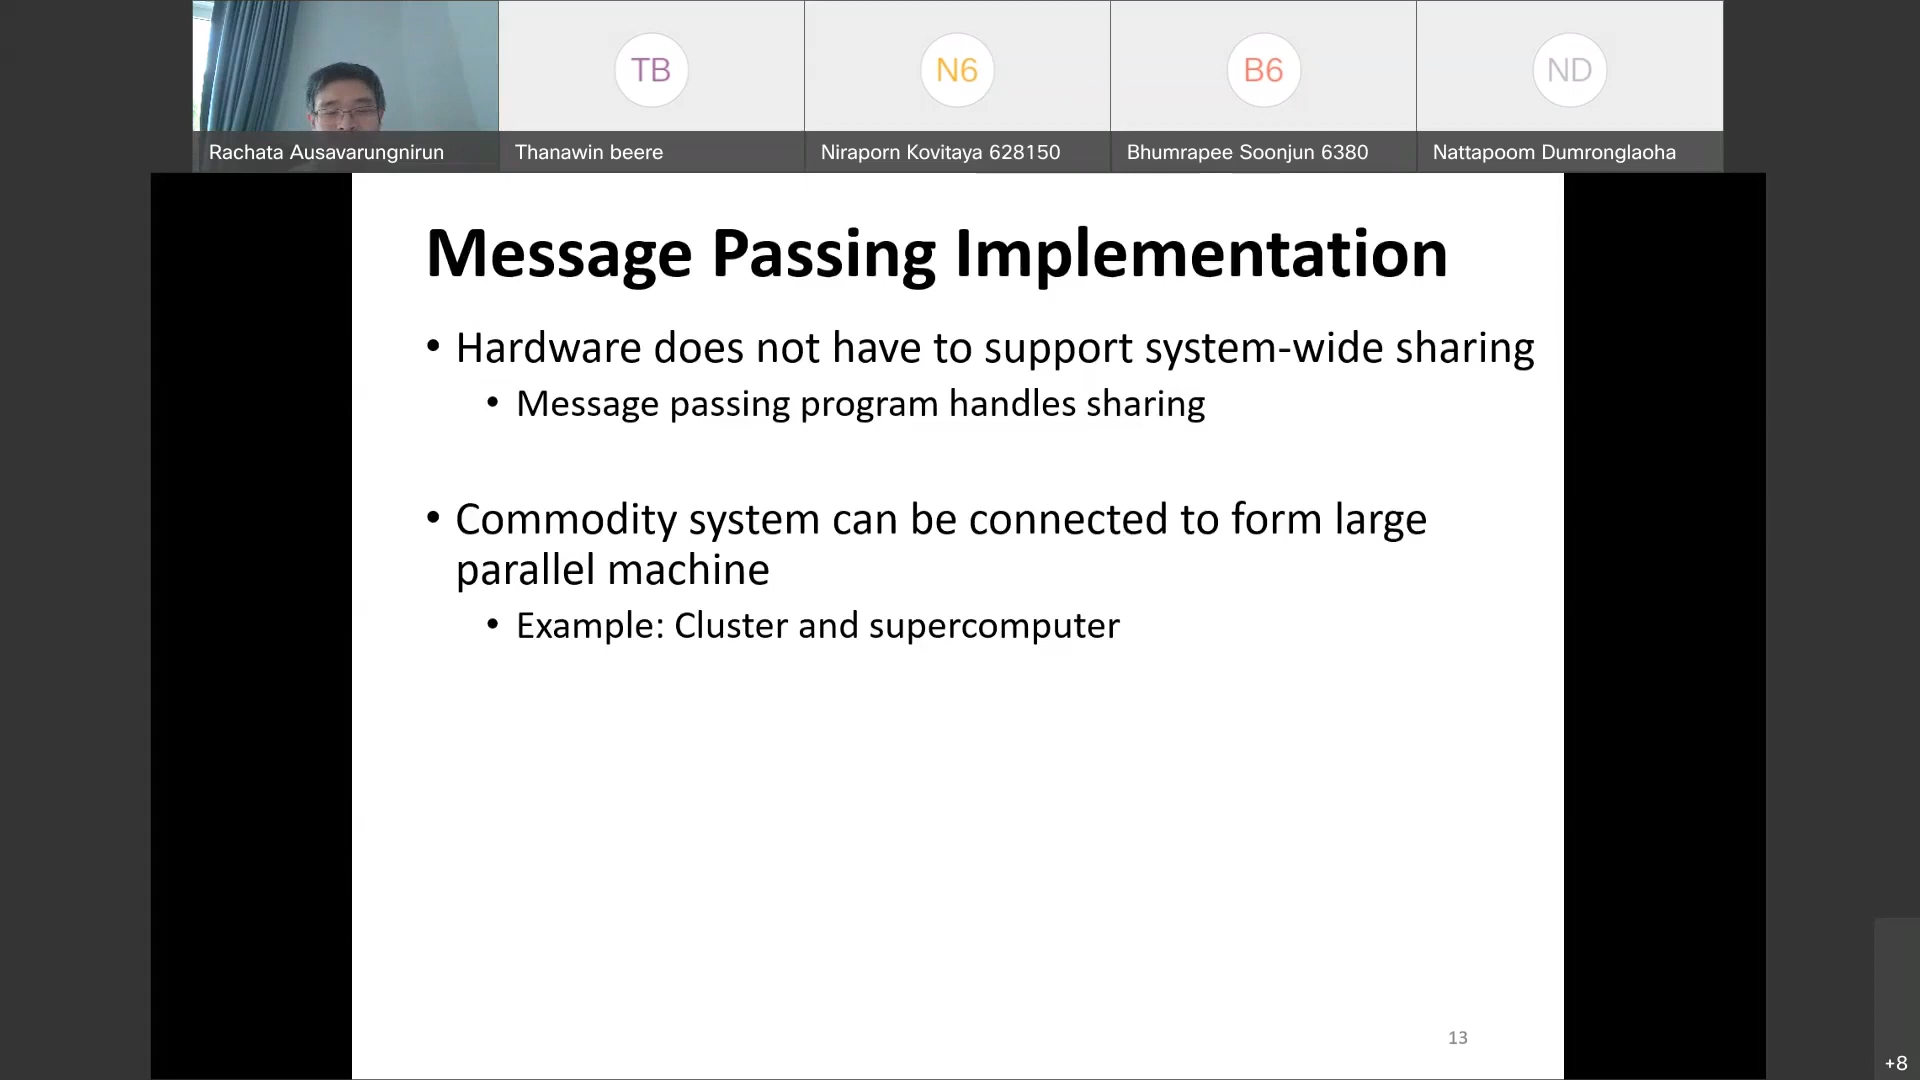 TB
N6
B6
ND
Rachata Ausavarungnirun
Thanawin beere
Niraporn Kovitaya 628150
Bhumrapee Soonjun 6380
Nattapoom Dumronglaoha
Message Passing Implementation
• Hardware does not have to support system-wide sharing
• Message passing program handles sharing
• Commodity system can be connected to form large
parallel machine
• Example: Cluster and supercomputer
13
+8